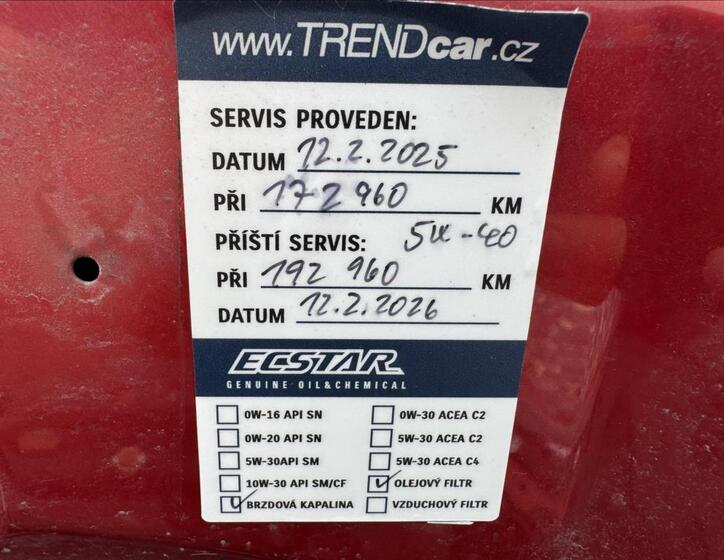 www.TRENDcar.cz
SERVIS PROVEDEN:
DATUM 12.2.2025
PŘI 172 960 KM
PŘÍŠTÍ SERVIS: 5W-40
PŘI 192 960 KM
DATUM 12.2.2026
ECSTAR
GENUINE OIL&CHEMICAL
0W-16 API SN 0W-30 ACEA C2
0W-20 API SN 5W-30 ACEA C2
5W-30API SM 5W-30 ACEA C4
10W-30 API SM/CF OLEJOVÝ FILTR
BRZDOVÁ KAPALINA VZDUCHOVÝ FILTR